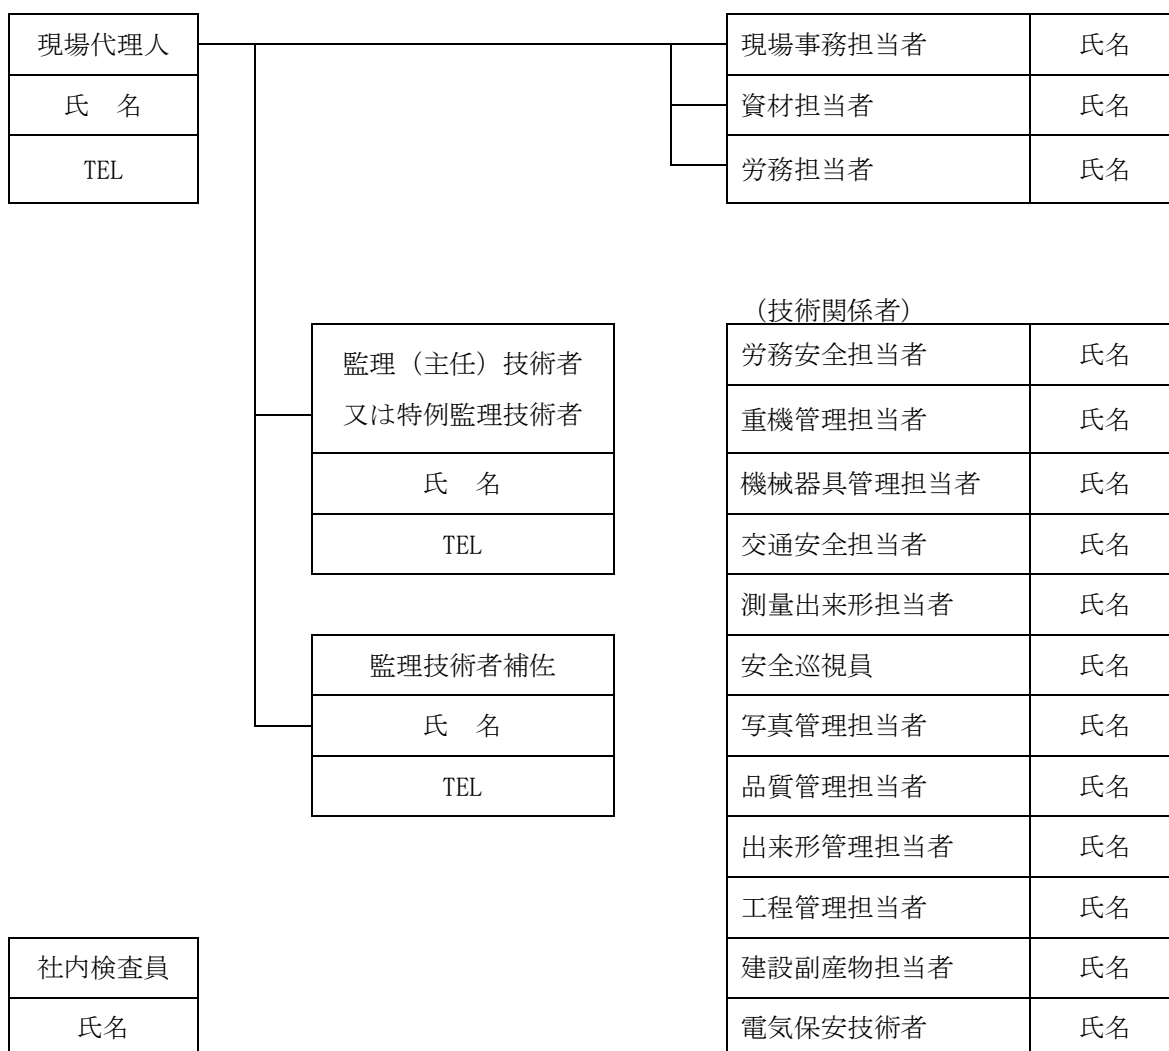 現場代理人
氏 名
TEL
現場事務担当者 氏名
資材担当者 氏名
労務担当者 氏名
監理（主任）技術者
又は特例監理技術者
氏 名
TEL
監理技術者補佐
氏 名
TEL
（技術関係者）
労務安全担当者 氏名
重機管理担当者 氏名
機械器具管理担当者 氏名
交通安全担当者 氏名
測量出来形担当者 氏名
安全巡視員 氏名
写真管理担当者 氏名
品質管理担当者 氏名
出来形管理担当者 氏名
工程管理担当者 氏名
建設副産物担当者 氏名
電気保安技術者 氏名
社内検査員
氏名